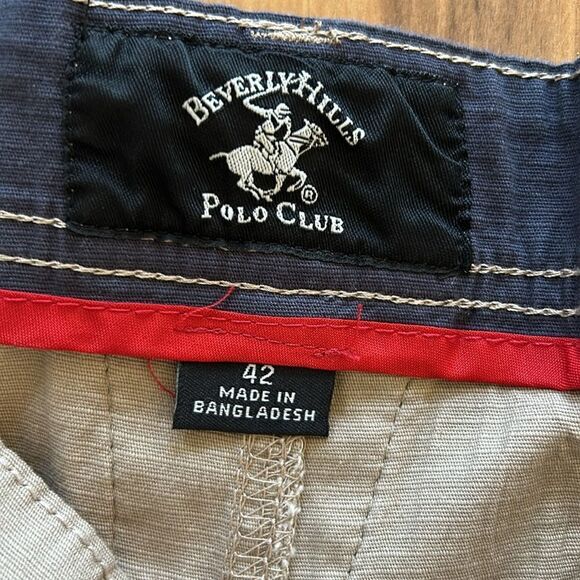 BEVERLY HILLS
®
POLO CLUB
42
MADE IN
BANGLADESH